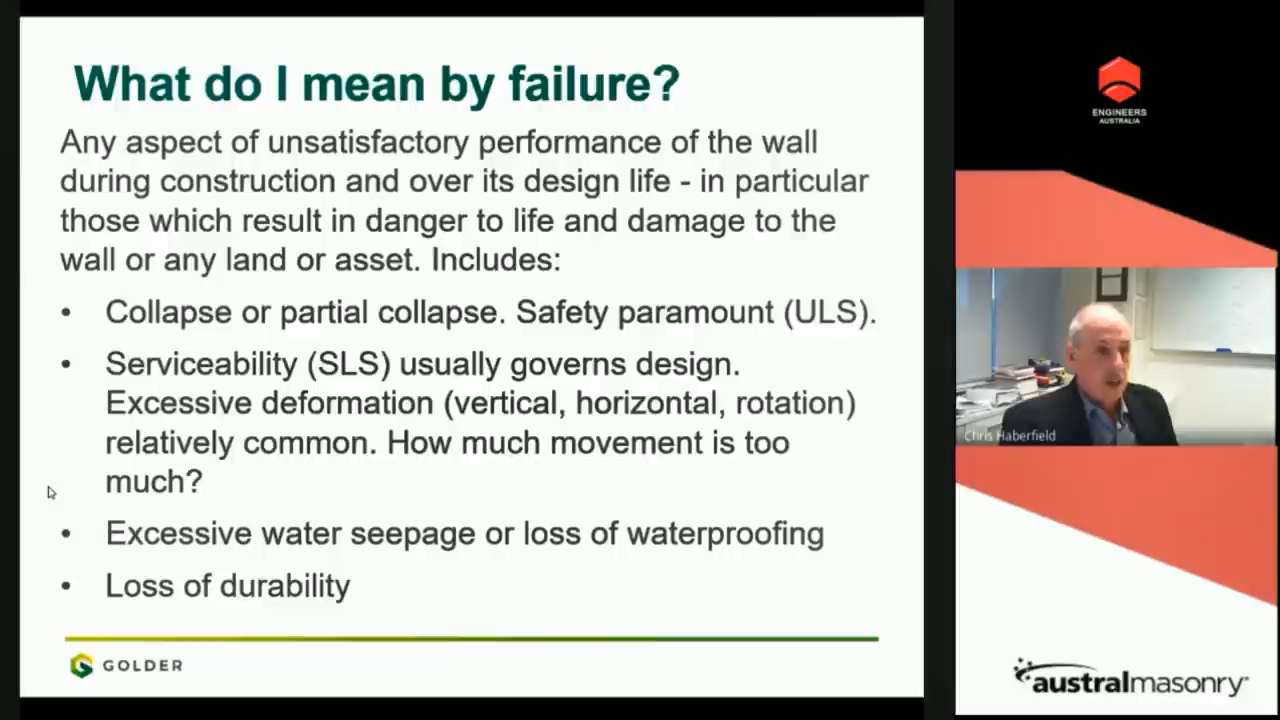 What do I mean by failure?
Any aspect of unsatisfactory performance of the wall
during construction and over its design life - in particular
those which result in danger to life and damage to the
wall or any land or asset. Includes:
• Collapse or partial collapse. Safety paramount (ULS).
• Serviceability (SLS) usually governs design.
Excessive deformation (vertical, horizontal, rotation)
relatively common. How much movement is too
much?
• Excessive water seepage or loss of waterproofing
• Loss of durability
GOLDER
ENGINEERS
AUSTRALIA
Chris Haberfield
australmasonry